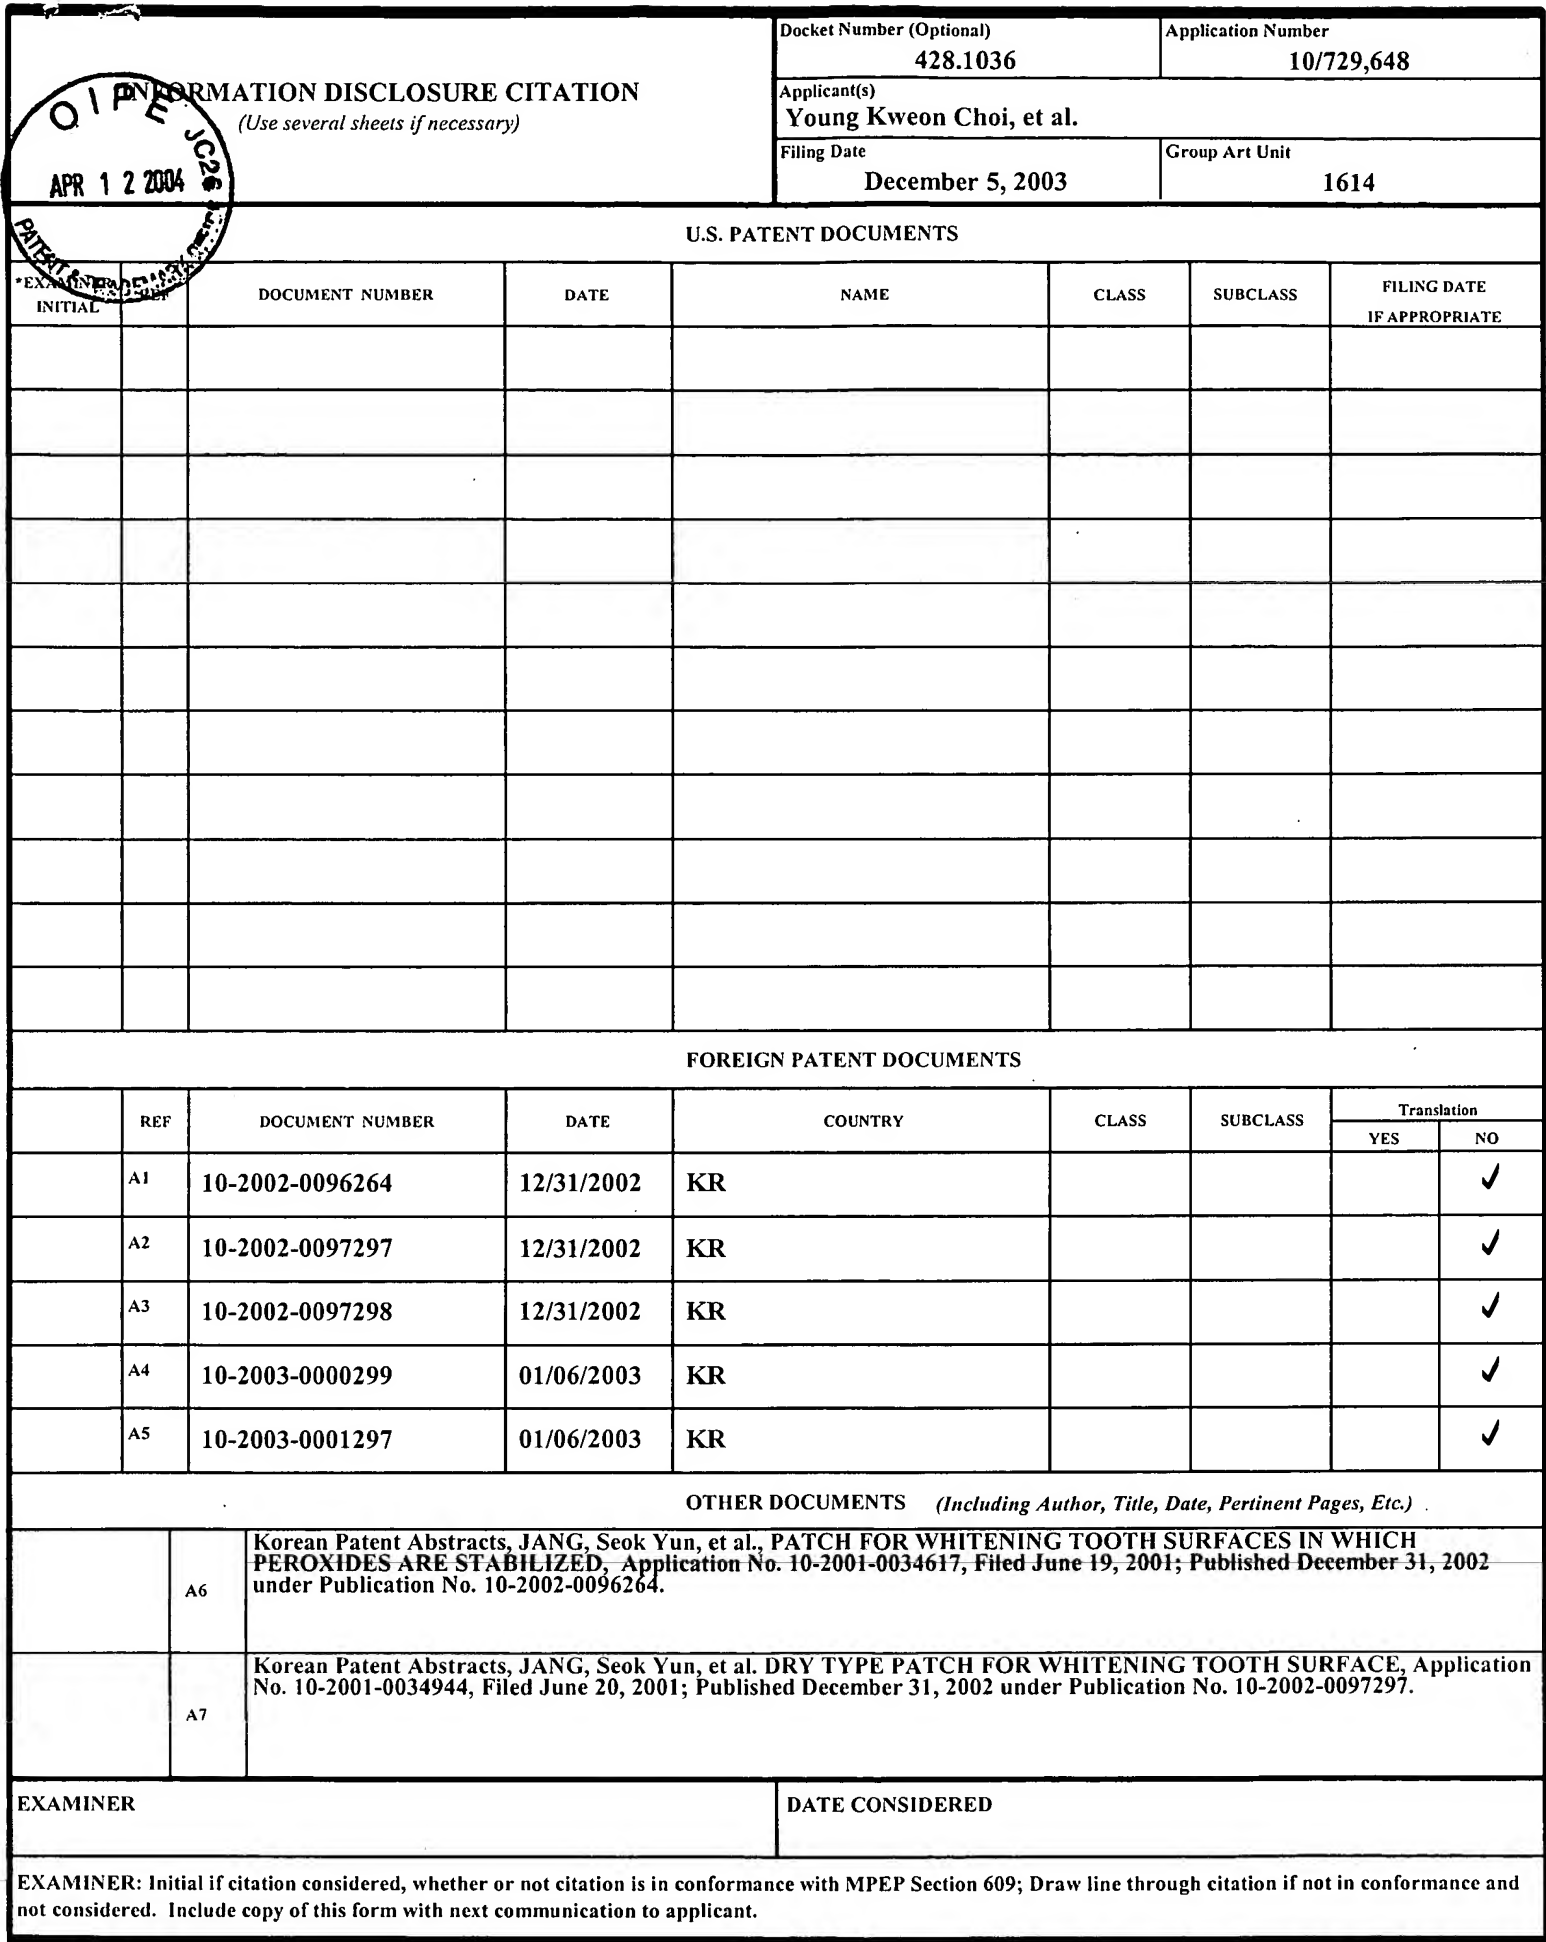 Docket Number (Optional)
428.1036
Application Number
10/729,648
INFORMATION DISCLOSURE CITATION
(Use several sheets if necessary)
Applicant(s)
Young Kweon Choi, et al.
Filing Date
December 5, 2003
Group Art Unit
1614
OIPE JC26
APR 12 2004
PATENT & TRADEMARK
U.S. PATENT DOCUMENTS
*EXAMINER INITIAL
REF
DOCUMENT NUMBER
DATE
NAME
CLASS
SUBCLASS
FILING DATE
IF APPROPRIATE
FOREIGN PATENT DOCUMENTS
REF
DOCUMENT NUMBER
DATE
COUNTRY
CLASS
SUBCLASS
Translation
YES
NO
A1 10-2002-0096264 12/31/2002 KR ✓
A2 10-2002-0097297 12/31/2002 KR ✓
A3 10-2002-0097298 12/31/2002 KR ✓
A4 10-2003-0000299 01/06/2003 KR ✓
A5 10-2003-0001297 01/06/2003 KR ✓
OTHER DOCUMENTS (Including Author, Title, Date, Pertinent Pages, Etc.)
A6
Korean Patent Abstracts, JANG, Seok Yun, et al., PATCH FOR WHITENING TOOTH SURFACES IN WHICH
PEROXIDES ARE STABILIZED, Application No. 10-2001-0034617, Filed June 19, 2001; Published December 31, 2002
under Publication No. 10-2002-0096264.
A7
Korean Patent Abstracts, JANG, Seok Yun, et al. DRY TYPE PATCH FOR WHITENING TOOTH SURFACE, Application
No. 10-2001-0034944, Filed June 20, 2001; Published December 31, 2002 under Publication No. 10-2002-0097297.
EXAMINER
DATE CONSIDERED
EXAMINER: Initial if citation considered, whether or not citation is in conformance with MPEP Section 609; Draw line through citation if not in conformance and
not considered. Include copy of this form with next communication to applicant.